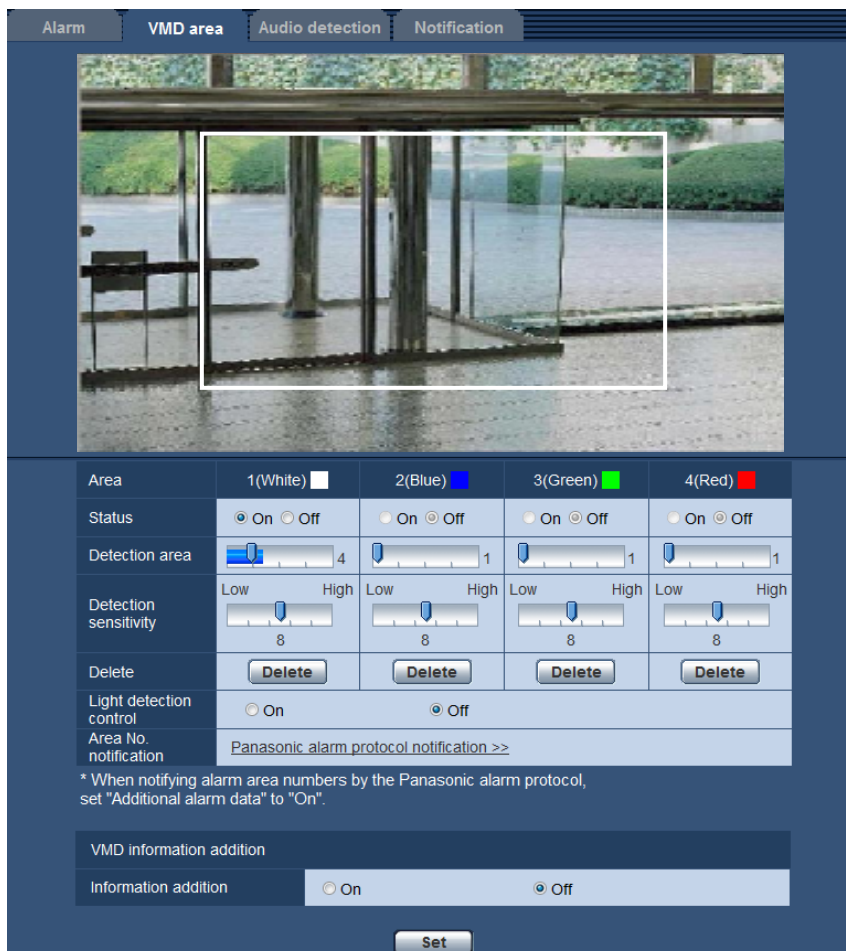 Alarm VMD area Audio detection Notification
Area 1(White) 2(Blue) 3(Green) 4(Red)
Status On Off On Off On Off On Off
Detection area 4 1 1 1
Detection sensitivity Low High Low High Low High Low High
8 8 8 8
Delete Delete Delete Delete Delete
Light detection control On Off
Area No. notification Panasonic alarm protocol notification >>
* When notifying alarm area numbers by the Panasonic alarm protocol,
set "Additional alarm data" to "On".
VMD information addition
Information addition On Off
Set